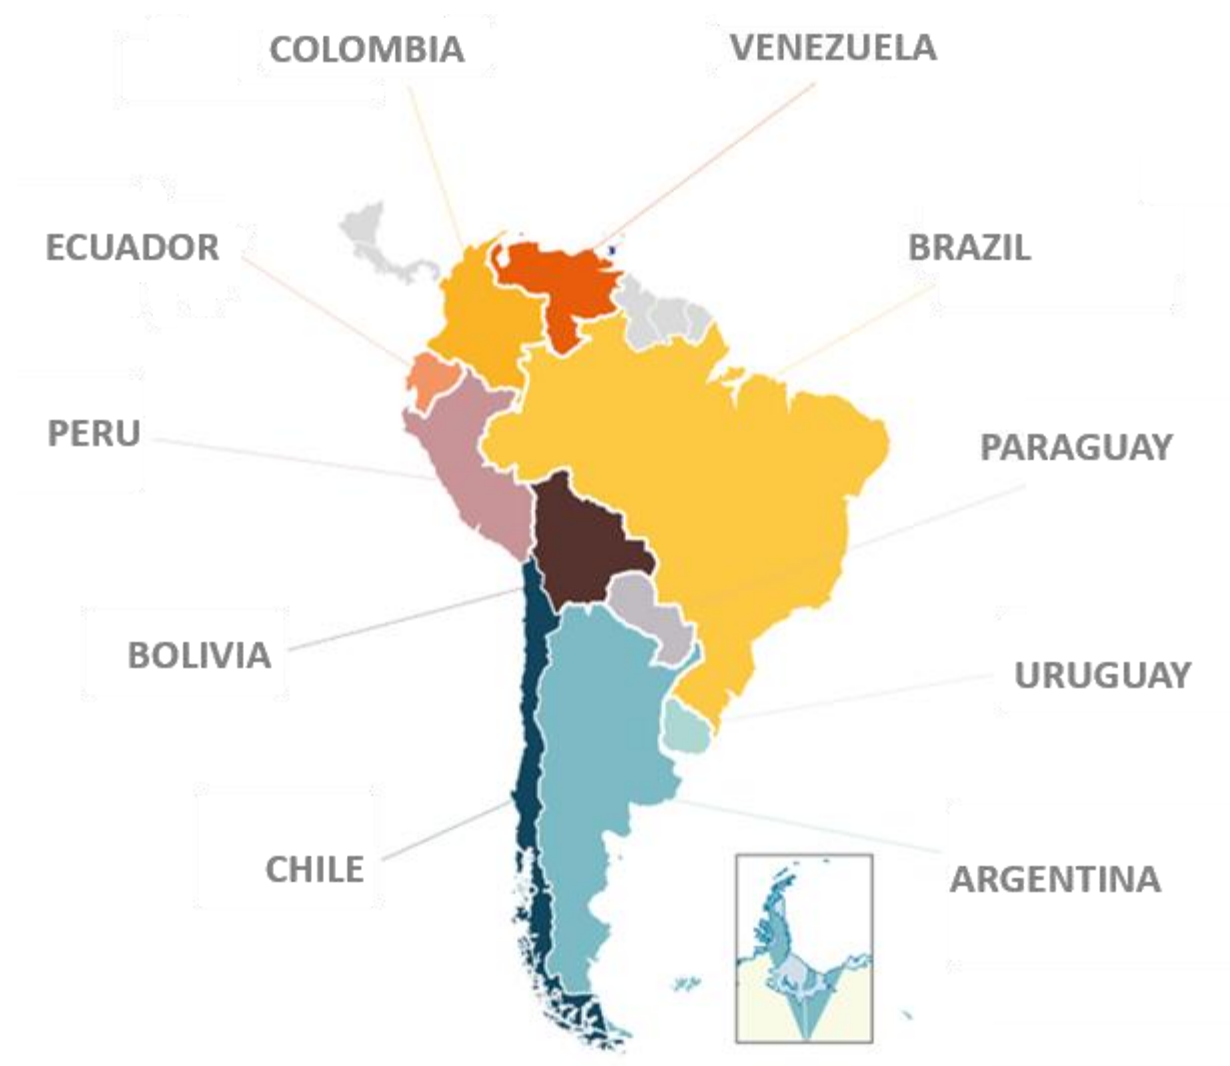 COLOMBIA
VENEZUELA
ECUADOR
BRAZIL
PERU
PARAGUAY
BOLIVIA
URUGUAY
CHILE
ARGENTINA